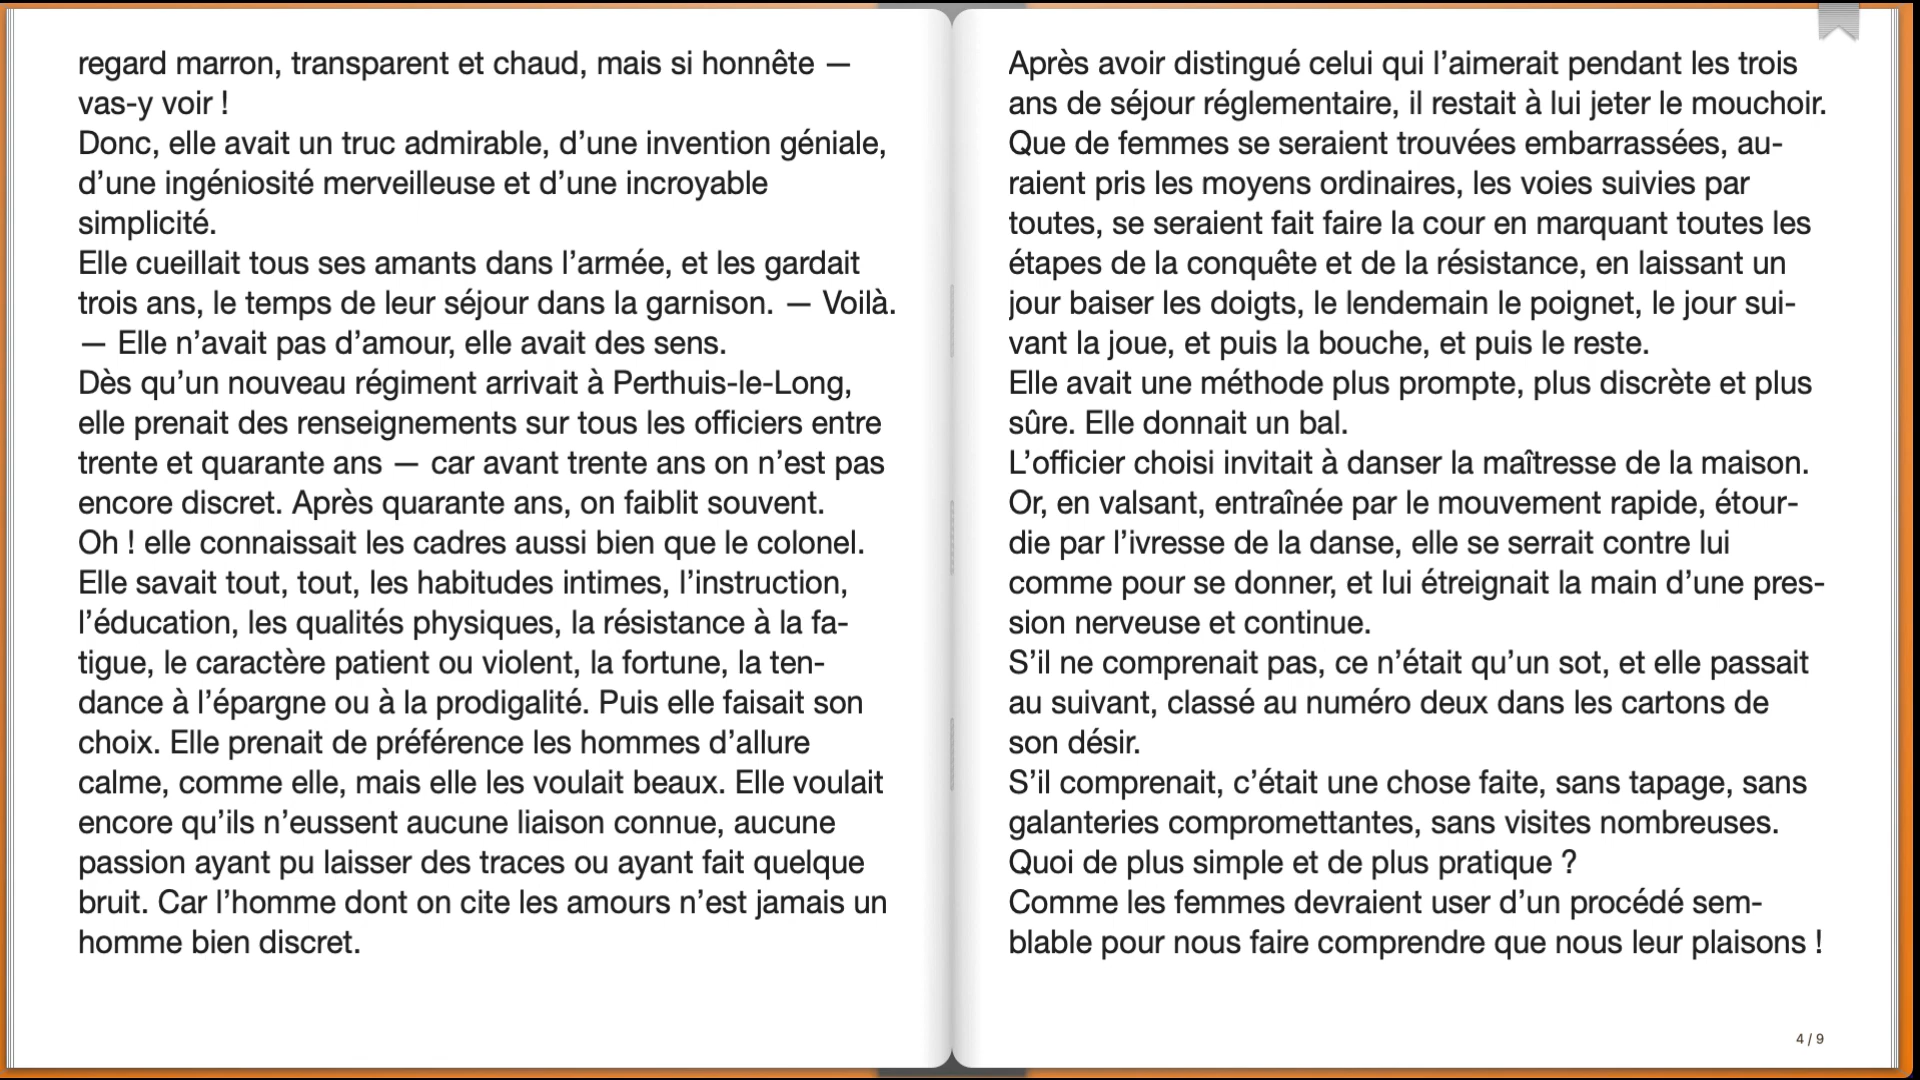 regard marron, transparent et chaud, mais si honnête —
vas-y voir !
Donc, elle avait un truc admirable, d’une invention géniale,
d’une ingéniosité merveilleuse et d’une incroyable
simplicité.
Elle cueillait tous ses amants dans l’armée, et les gardait
trois ans, le temps de leur séjour dans la garnison. — Voilà.
— Elle n’avait pas d’amour, elle avait des sens.
Dès qu’un nouveau régiment arrivait à Perthuis-le-Long,
elle prenait des renseignements sur tous les officiers entre
trente et quarante ans — car avant trente ans on n’est pas
encore discret. Après quarante ans, on faiblit souvent.
Oh ! elle connaissait les cadres aussi bien que le colonel.
Elle savait tout, tout, les habitudes intimes, l’instruction,
l’éducation, les qualités physiques, la résistance à la fa-
tigue, le caractère patient ou violent, la fortune, la ten-
dance à l’épargne ou à la prodigalité. Puis elle faisait son
choix. Elle prenait de préférence les hommes d’allure
calme, comme elle, mais elle les voulait beaux. Elle voulait
encore qu’ils n’eussent aucune liaison connue, aucune
passion ayant pu laisser des traces ou ayant fait quelque
bruit. Car l’homme dont on cite les amours n’est jamais un
homme bien discret.
Après avoir distingué celui qui l’aimerait pendant les trois
ans de séjour réglementaire, il restait à lui jeter le mouchoir.
Que de femmes se seraient trouvées embarrassées, au-
raient pris les moyens ordinaires, les voies suivies par
toutes, se seraient fait faire la cour en marquant toutes les
étapes de la conquête et de la résistance, en laissant un
jour baiser les doigts, le lendemain le poignet, le jour sui-
vant la joue, et puis la bouche, et puis le reste.
Elle avait une méthode plus prompte, plus discrète et plus
sûre. Elle donnait un bal.
L’officier choisi invitait à danser la maîtresse de la maison.
Or, en valsant, entraînée par le mouvement rapide, étour-
die par l’ivresse de la danse, elle se serrait contre lui
comme pour se donner, et lui étreignait la main d’une pres-
sion nerveuse et continue.
S’il ne comprenait pas, ce n’était qu’un sot, et elle passait
au suivant, classé au numéro deux dans les cartons de
son désir.
S’il comprenait, c’était une chose faite, sans tapage, sans
galanteries compromettantes, sans visites nombreuses.
Quoi de plus simple et de plus pratique ?
Comme les femmes devraient user d’un procédé sem-
blable pour nous faire comprendre que nous leur plaisons !
4 / 9